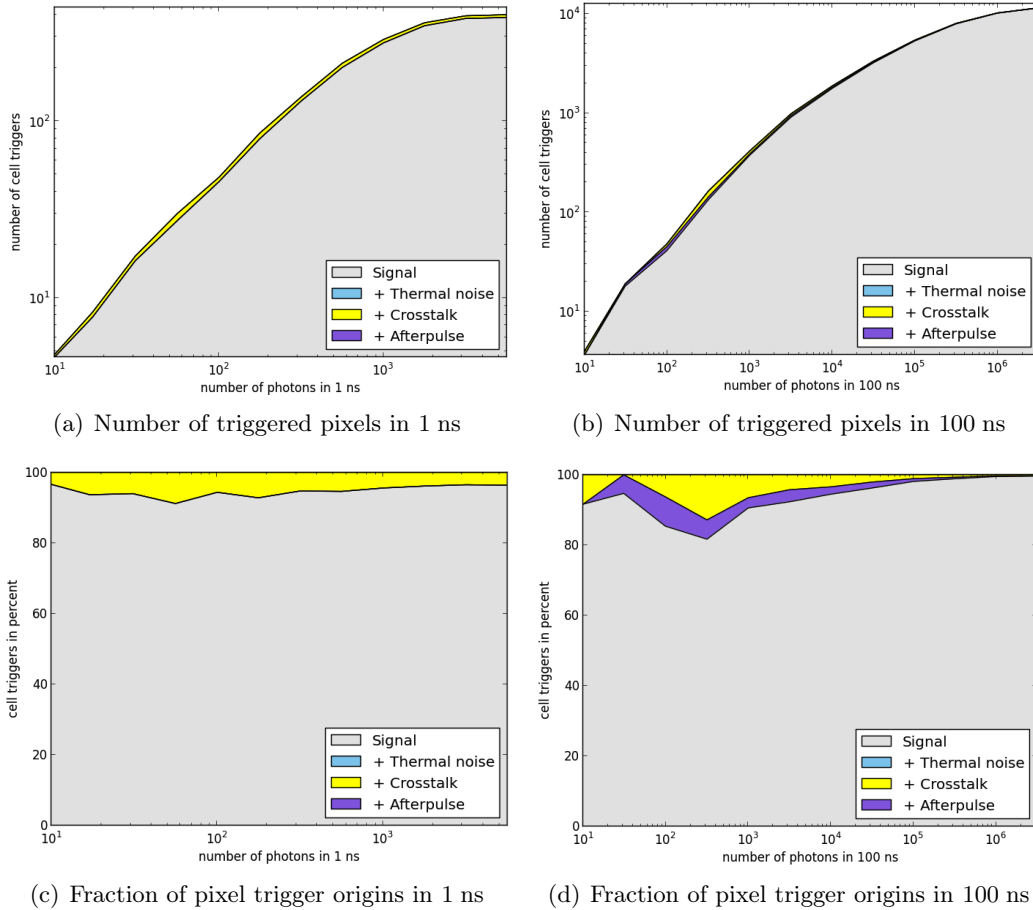 number of cell triggers
10^2
10^1
Signal
+ Thermal noise
+ Crosstalk
+ Afterpulse
10^1 10^2 10^3
number of photons in 1 ns
(a) Number of triggered pixels in 1 ns
number of cell triggers
10^4
10^3
10^2
10^1
Signal
+ Thermal noise
+ Crosstalk
+ Afterpulse
10^1 10^2 10^3 10^4 10^5 10^6
number of photons in 100 ns
(b) Number of triggered pixels in 100 ns
cell triggers in percent
100
80
60
40
20
0
Signal
+ Thermal noise
+ Crosstalk
+ Afterpulse
10^1 10^2 10^3
number of photons in 1 ns
(c) Fraction of pixel trigger origins in 1 ns
cell triggers in percent
100
80
60
40
20
0
Signal
+ Thermal noise
+ Crosstalk
+ Afterpulse
10^1 10^2 10^3 10^4 10^5 10^6
number of photons in 100 ns
(d) Fraction of pixel trigger origins in 100 ns